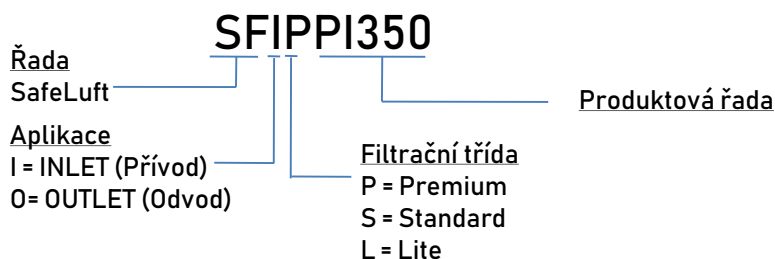 SFIPPI350
Řada
SafeLuft
Produktová řada
Aplikace
I = INLET (Přívod)
O= OUTLET (Odvod)
Filtrační třída
P = Premium
S = Standard
L = Lite